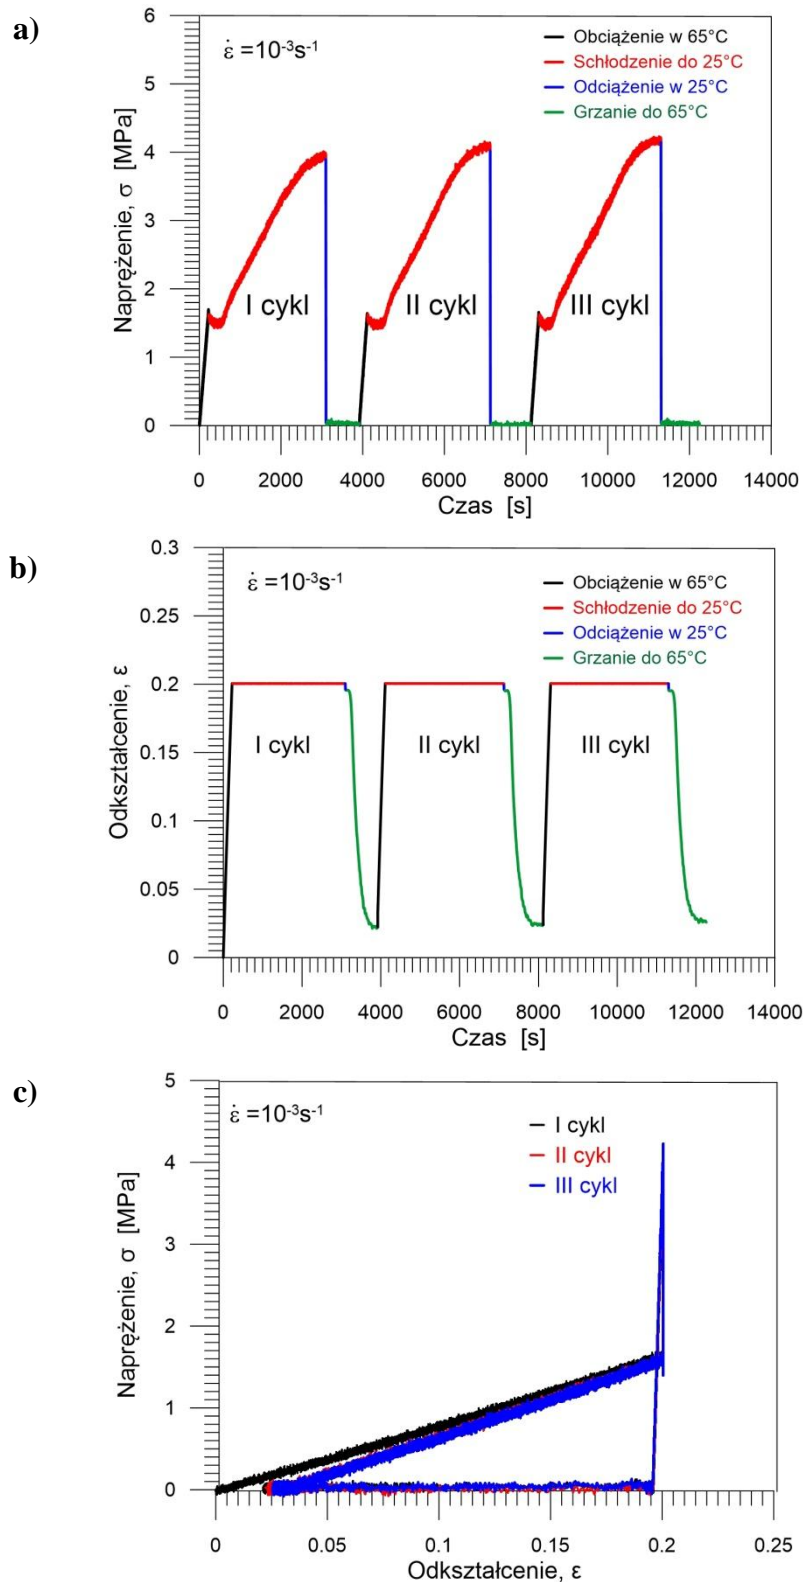 a)
ε̇ =10⁻³s⁻¹
Obciążenie w 65°C
Schłodzenie do 25°C
Odciążenie w 25°C
Grzanie do 65°C
6
5
4
3
2
1
0
Naprężenie, σ [MPa]
I cykl
II cykl
III cykl
0 2000 4000 6000 8000 10000 12000 14000
Czas [s]
b)
ε̇ =10⁻³s⁻¹
Obciążenie w 65°C
Schłodzenie do 25°C
Odciążenie w 25°C
Grzanie do 65°C
0.3
0.25
0.2
0.15
0.1
0.05
0
Odkształcenie, ε
I cykl
II cykl
III cykl
0 2000 4000 6000 8000 10000 12000 14000
Czas [s]
c)
ε̇ =10⁻³s⁻¹
I cykl
II cykl
III cykl
5
4
3
2
1
0
Naprężenie, σ [MPa]
0 0.05 0.1 0.15 0.2 0.25
Odkształcenie, ε